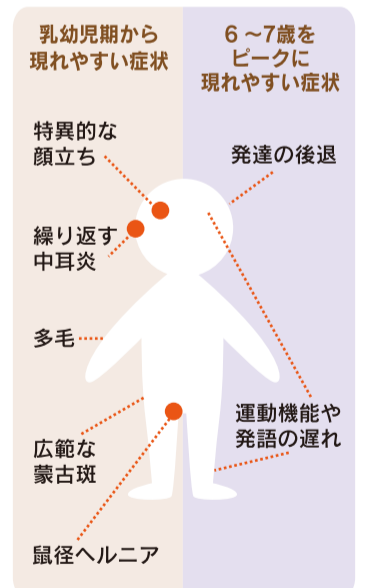 乳幼児期から
現れやすい症状
特異的な
顔立ち
繰り返す
中耳炎
多毛
広範な
蒙古斑
鼠径ヘルニア
6～7歳を
ピークに
現れやすい症状
発達の後退
運動機能や
発語の遅れ